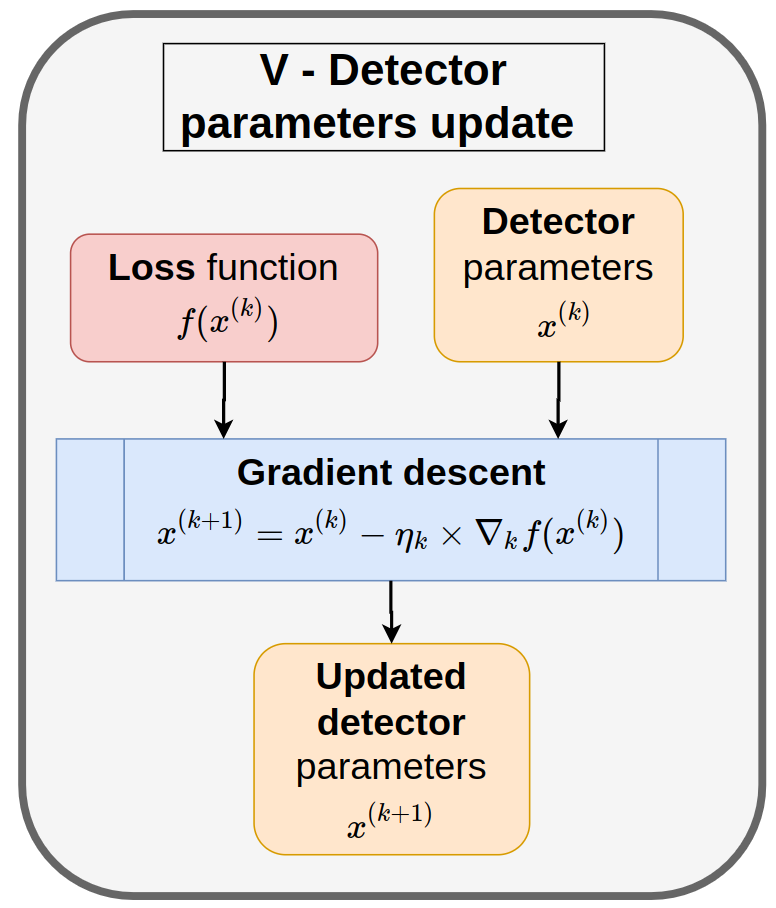 V - Detector
parameters update
Loss function
f(x^(k))
Detector
parameters
x^(k)
Gradient descent
x^(k+1) = x^(k) − η_k × ∇_k f(x^(k))
Updated
detector
parameters
x^(k+1)